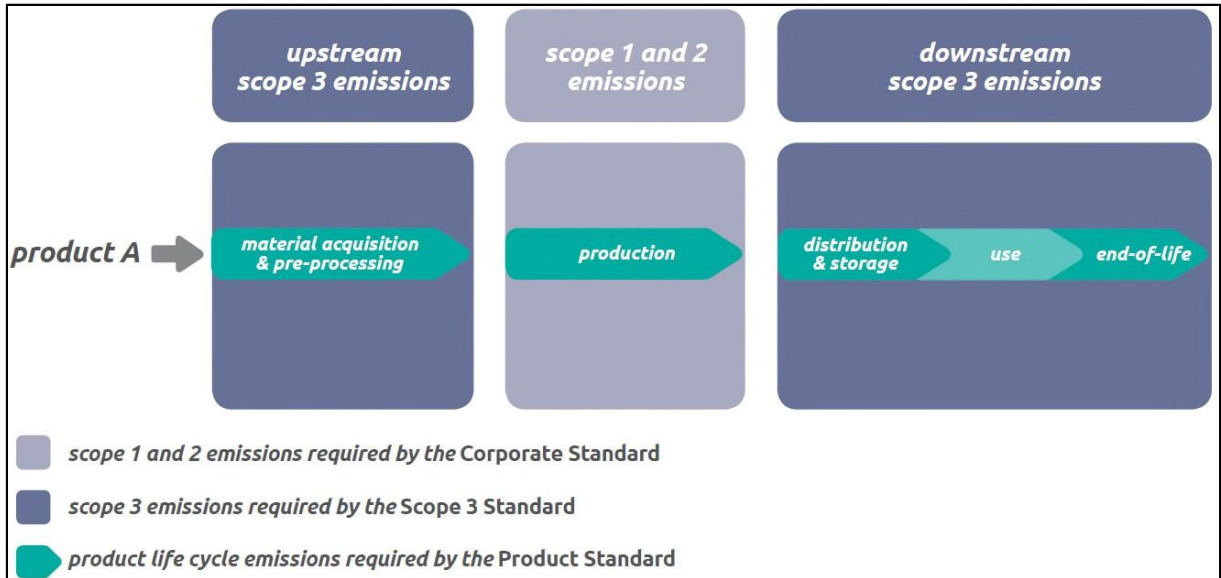 upstream
scope 3 emissions
scope 1 and 2
emissions
downstream
scope 3 emissions
product A
material acquisition
& pre-processing
production
distribution
& storage
use
end-of-life
scope 1 and 2 emissions required by the Corporate Standard
scope 3 emissions required by the Scope 3 Standard
product life cycle emissions required by the Product Standard